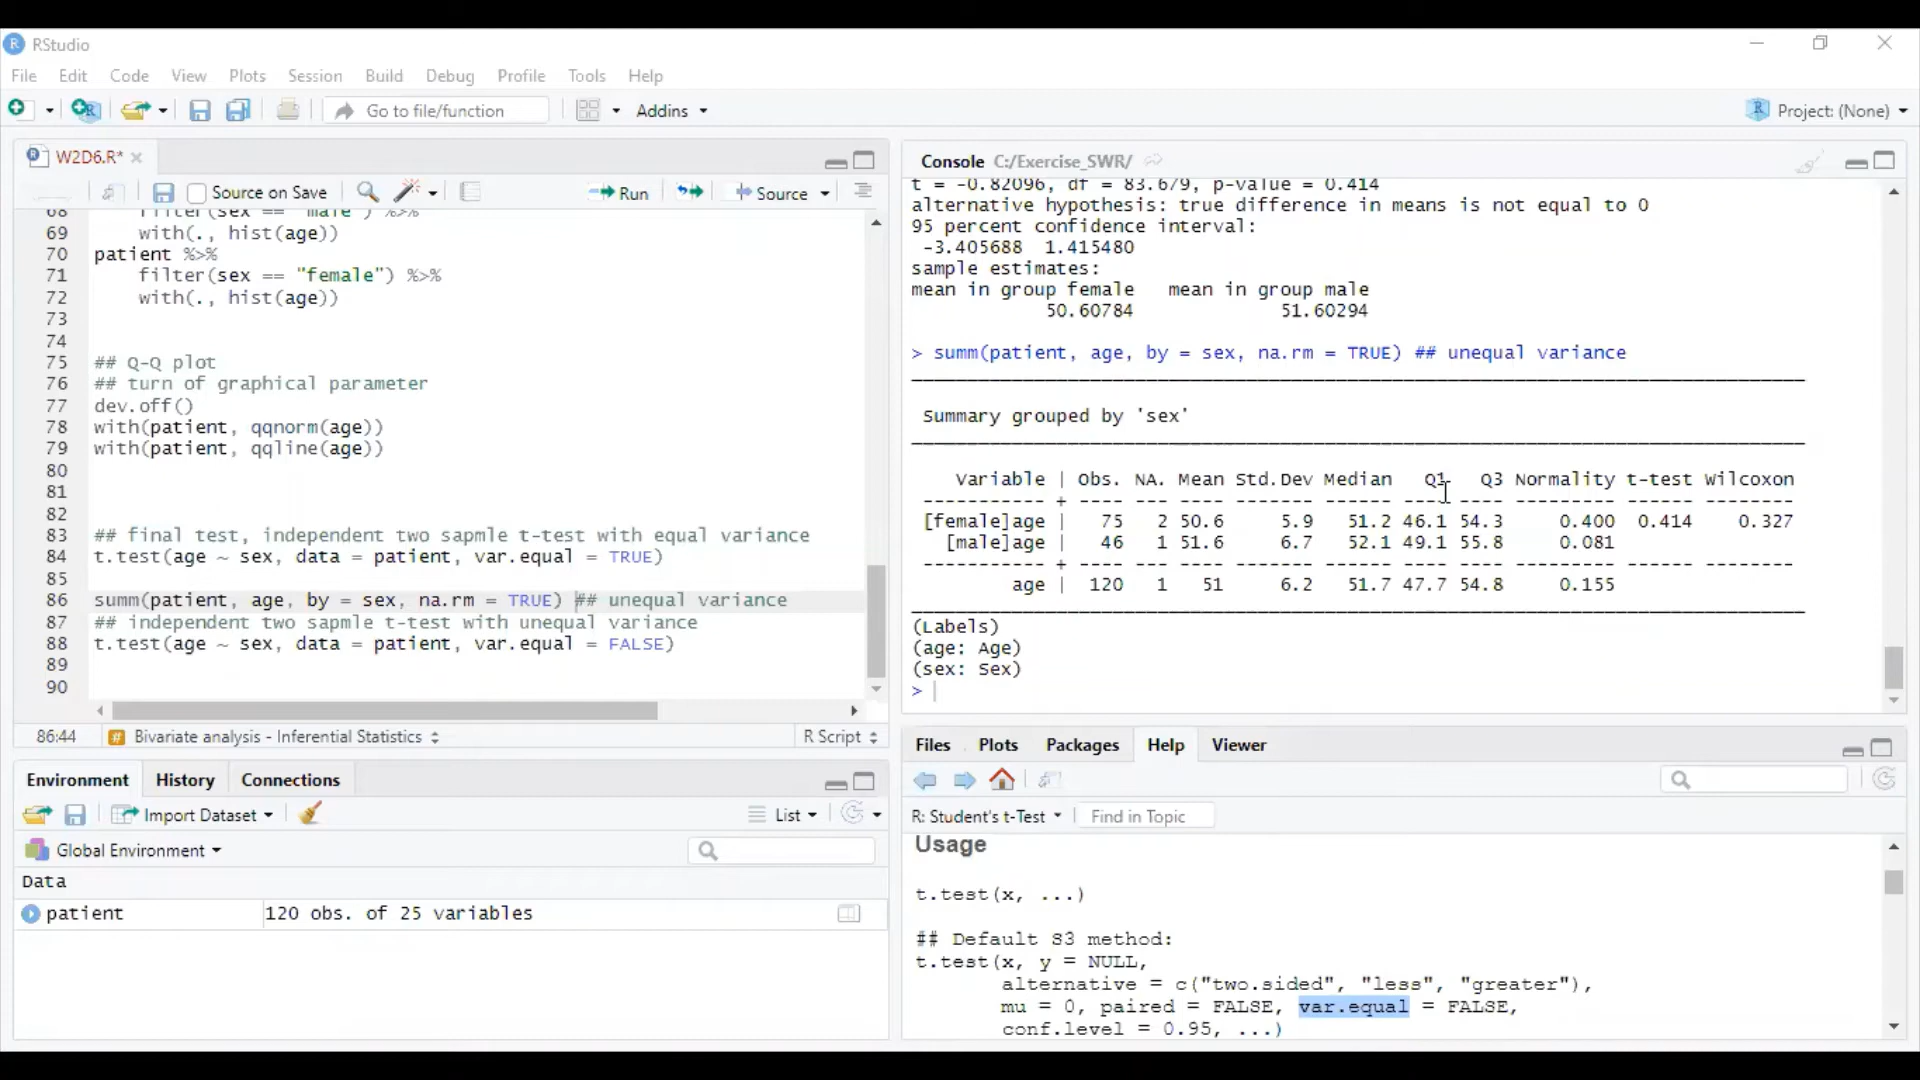 RStudio
File Edit Code View Plots Session Build Debug Profile Tools Help
Go to file/function Addins Project: (None)
W2D6.R*
Source on Save Run Source
68 filter(sex == "male") %>%
69 with(., hist(age))
70 patient %>%
71 filter(sex == "female") %>%
72 with(., hist(age))
73
74
75 ## Q-Q plot
76 ## turn of graphical parameter
77 dev.off()
78 with(patient, qqnorm(age))
79 with(patient, qqline(age))
80
81
82
83 ## final test, independent two sapmle t-test with equal variance
84 t.test(age ~ sex, data = patient, var.equal = TRUE)
85
86 summ(patient, age, by = sex, na.rm = TRUE) ## unequal variance
87 ## independent two sapmle t-test with unequal variance
88 t.test(age ~ sex, data = patient, var.equal = FALSE)
89
90
86:44 Bivariate analysis - Inferential Statistics R Script
Environment History Connections
Import Dataset List
Global Environment
Data
patient 120 obs. of 25 variables
Console C:/Exercise_SWR/
t = -0.82096, df = 83.679, p-value = 0.414
alternative hypothesis: true difference in means is not equal to 0
95 percent confidence interval:
-3.405688 1.415480
sample estimates:
mean in group female mean in group male
50.60784 51.60294
> summ(patient, age, by = sex, na.rm = TRUE) ## unequal variance
Summary grouped by 'sex'
Variable | Obs. NA. Mean Std.Dev Median Q1 Q3 Normality t-test Wilcoxon
----------- + ---- --- ---- ------- ------ ---- ---- --------- ------ --------
[female]age | 75 2 50.6 5.9 51.2 46.1 54.3 0.400 0.414 0.327
[male]age | 46 1 51.6 6.7 52.1 49.1 55.8 0.081
----------- + ---- --- ---- ------- ------ ---- ---- --------- ------ --------
age | 120 1 51 6.2 51.7 47.7 54.8 0.155
(Labels)
(age: Age)
(sex: Sex)
>
Files Plots Packages Help Viewer
R: Student's t-Test Find in Topic
Usage
t.test(x, ...)
## Default S3 method:
t.test(x, y = NULL,
alternative = c("two.sided", "less", "greater"),
mu = 0, paired = FALSE, var.equal = FALSE,
conf.level = 0.95, ...)